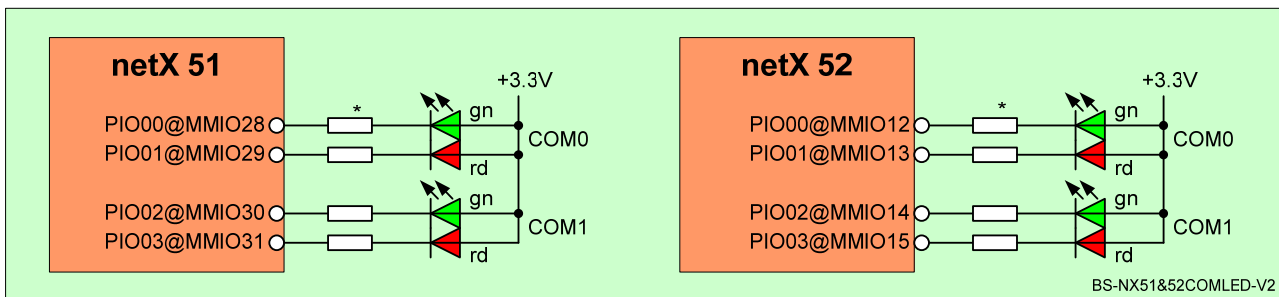 netX 51
+3.3V
*
gn
PIO00@MMIO28
COM0
PIO01@MMIO29
rd
gn
PIO02@MMIO30
COM1
PIO03@MMIO31
rd
netX 52
+3.3V
*
gn
PIO00@MMIO12
COM0
PIO01@MMIO13
rd
gn
PIO02@MMIO14
COM1
PIO03@MMIO15
rd
BS-NX51&52COMLED-V2